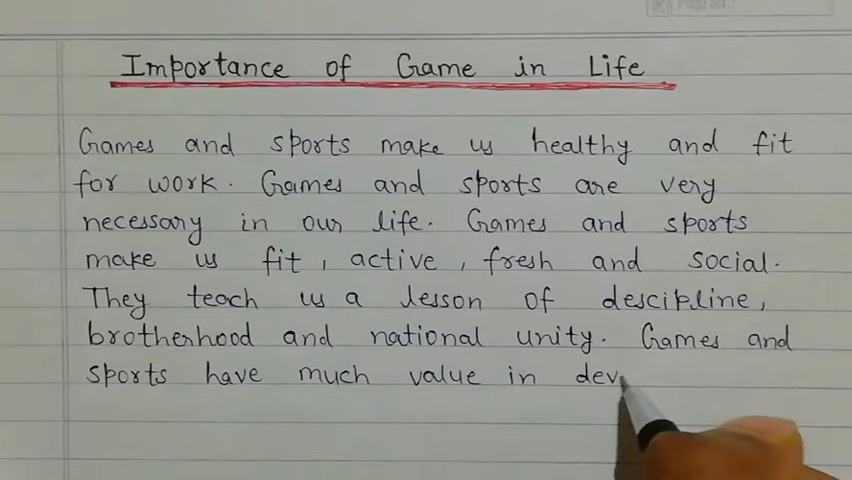 Importance of Game in Life
Games and sports make us healthy and fit
for work. Games and sports are very
necessary in our life. Games and sports
make us fit, active, fresh and social.
They teach us a lesson of descipline,
brotherhood and national unity. Games and
sports have much value in dev